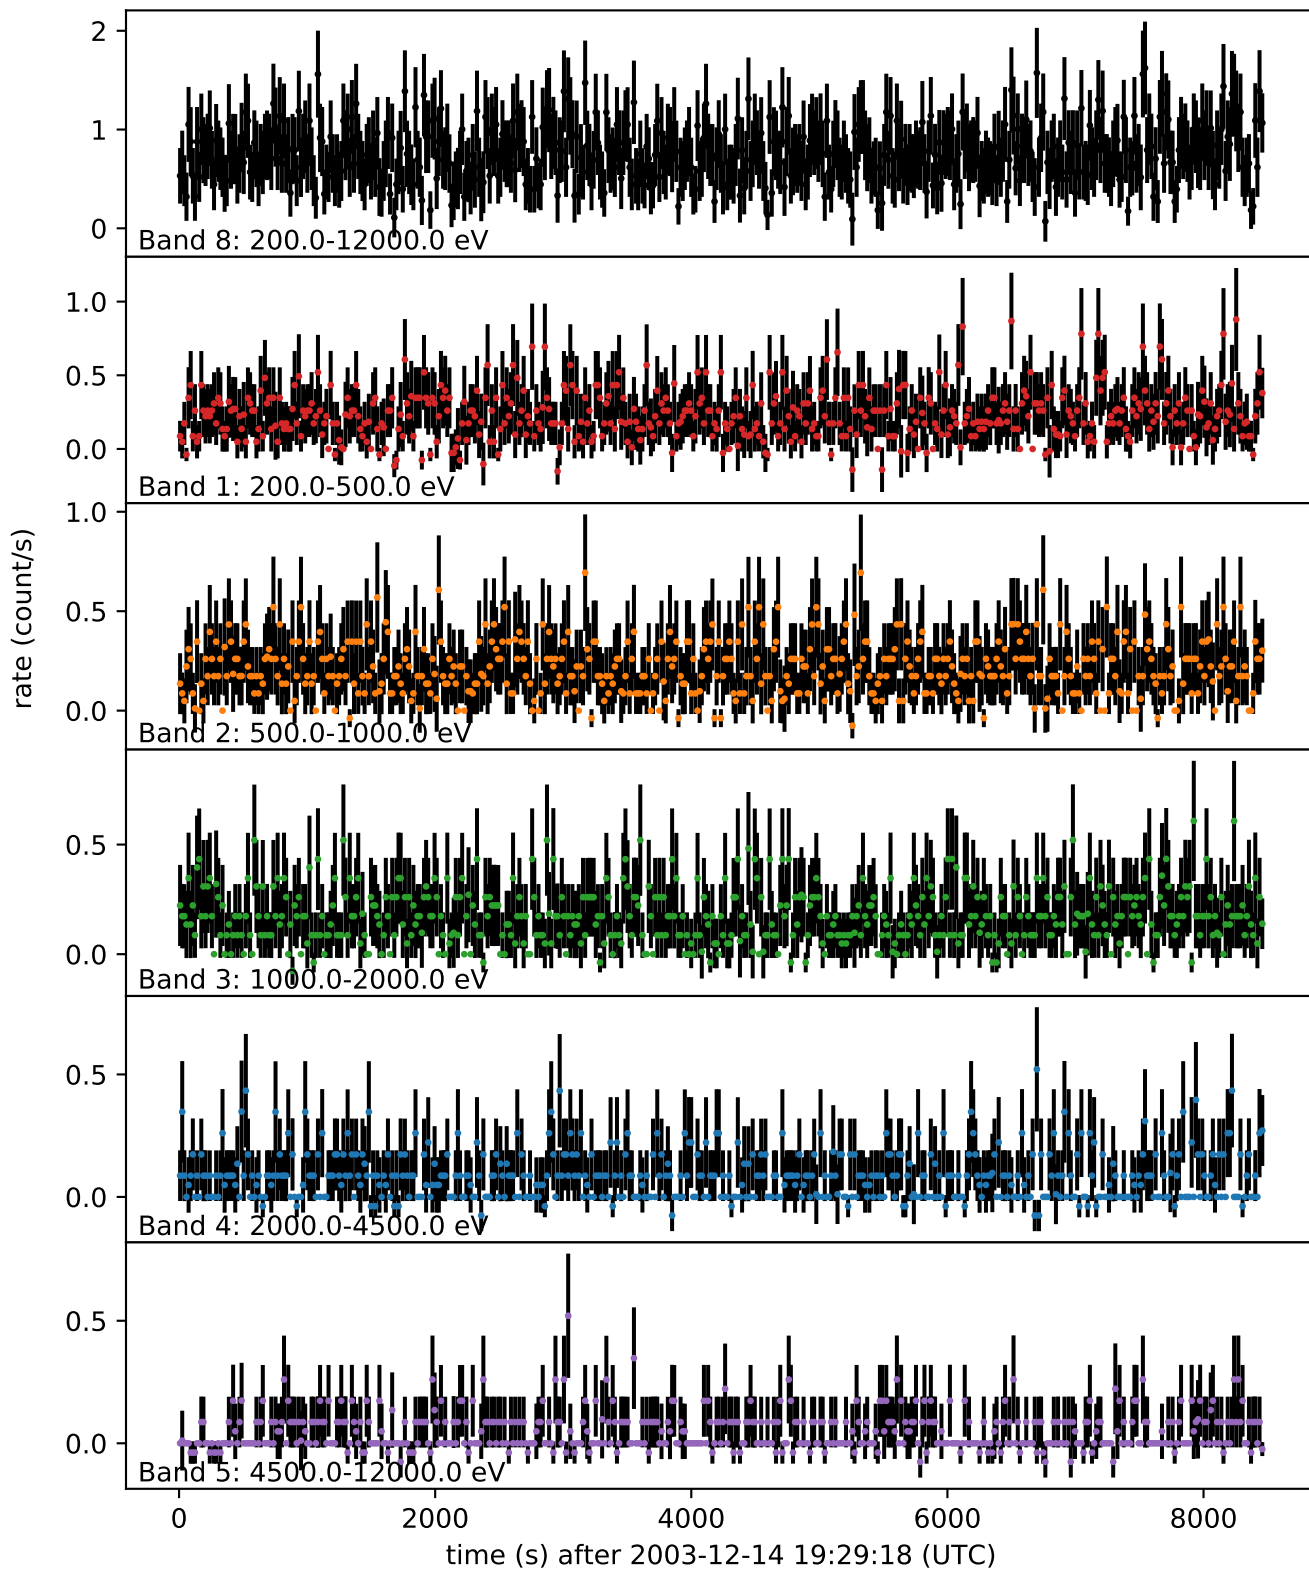 2
1
0
Band 8: 200.0-12000.0 eV
1.0
0.5
0.0
Band 1: 200.0-500.0 eV
1.0
0.5
0.0
Band 2: 500.0-1000.0 eV
rate (count/s)
0.5
0.0
Band 3: 1000.0-2000.0 eV
0.5
0.0
Band 4: 2000.0-4500.0 eV
0.5
0.0
Band 5: 4500.0-12000.0 eV
0 2000 4000 6000 8000
time (s) after 2003-12-14 19:29:18 (UTC)